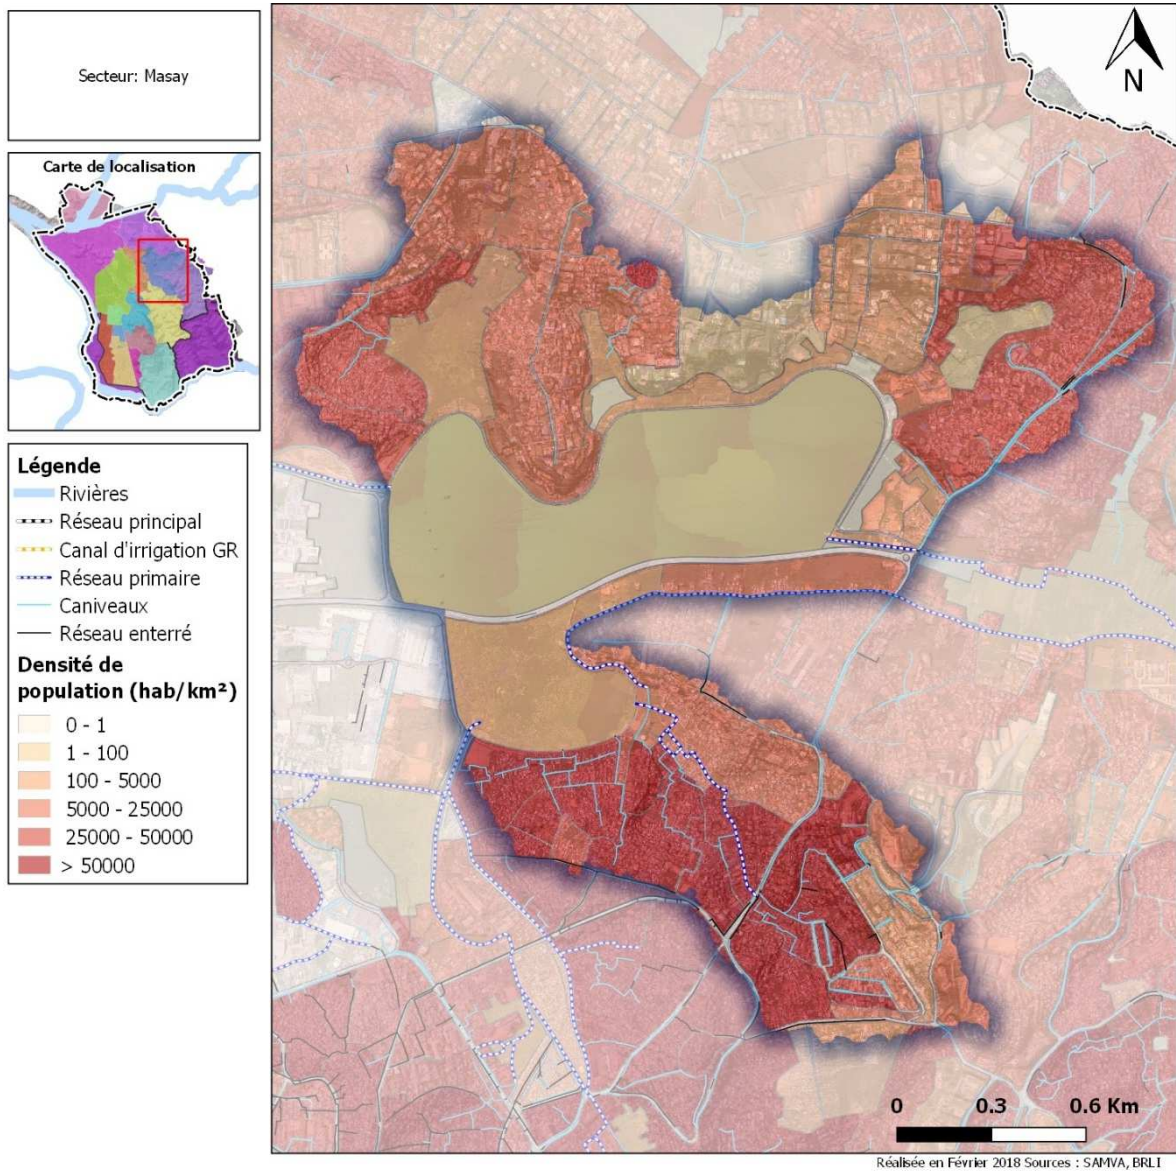 Secteur: Masay
Carte de localisation
Légende
Rivières
Réseau principal
Canal d'irrigation GR
Réseau primaire
Caniveaux
Réseau enterré
Densité de
population (hab/km²)
0 - 1
1 - 100
100 - 5000
5000 - 25000
25000 - 50000
> 50000
N
0 0.3 0.6 Km
Réalisée en Février 2018 Sources : SAMVA, BRLI